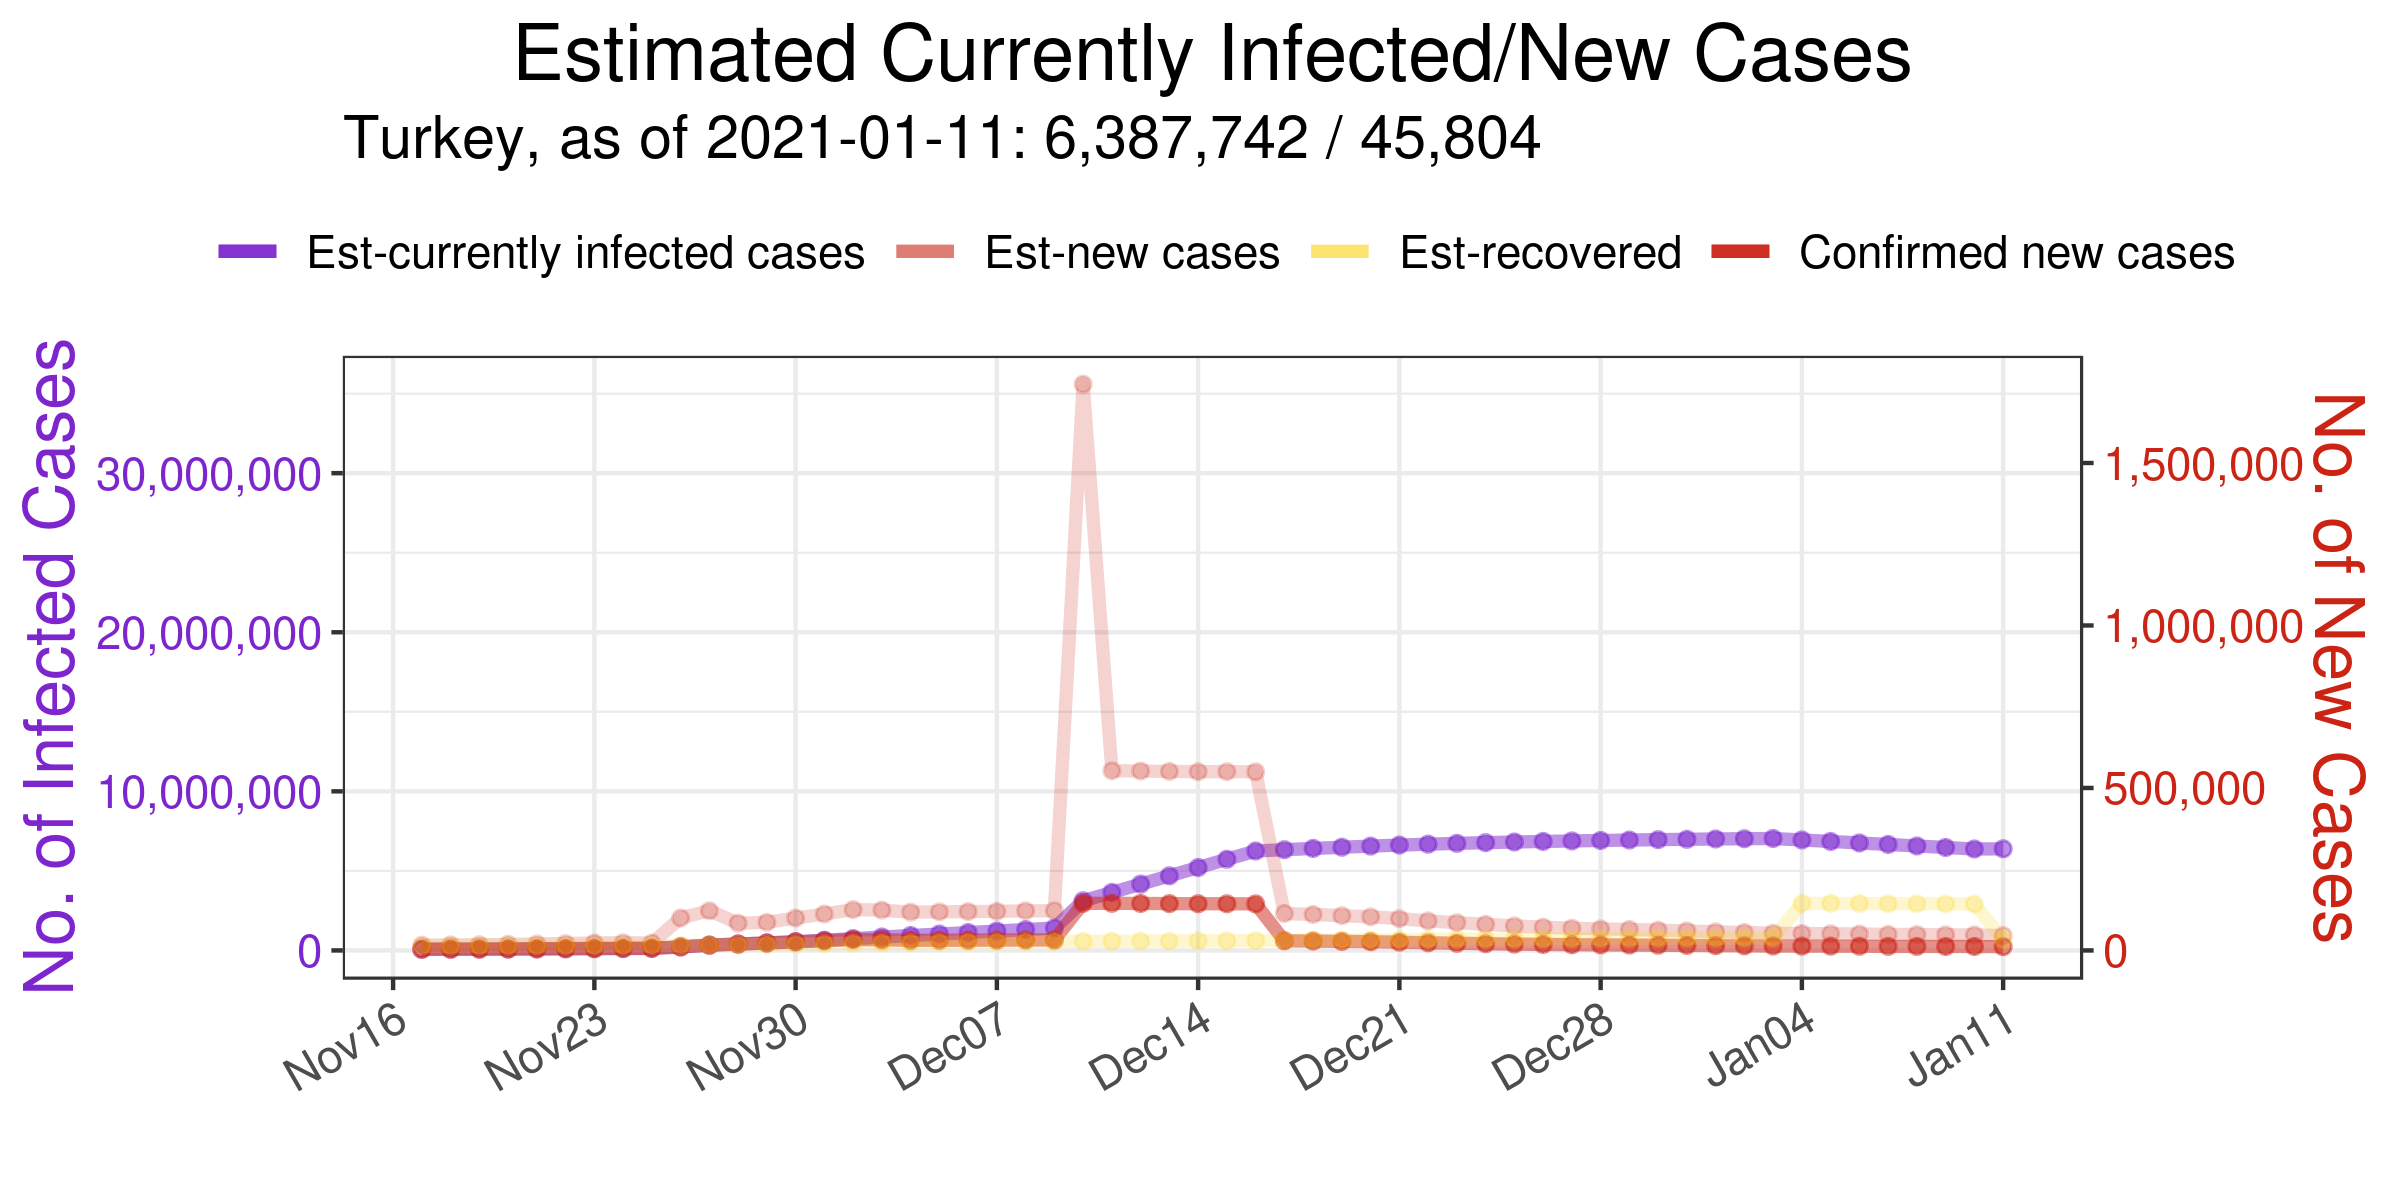 Estimated Currently Infected/New Cases
Turkey, as of 2021-01-11: 6,387,742 / 45,804
Est-currently infected cases
Est-new cases
Est-recovered
Confirmed new cases
No. of Infected Cases
30,000,000
20,000,000
10,000,000
0
1,500,000
1,000,000
500,000
0
No. of New Cases
Nov16
Nov23
Nov30
Dec07
Dec14
Dec21
Dec28
Jan04
Jan11